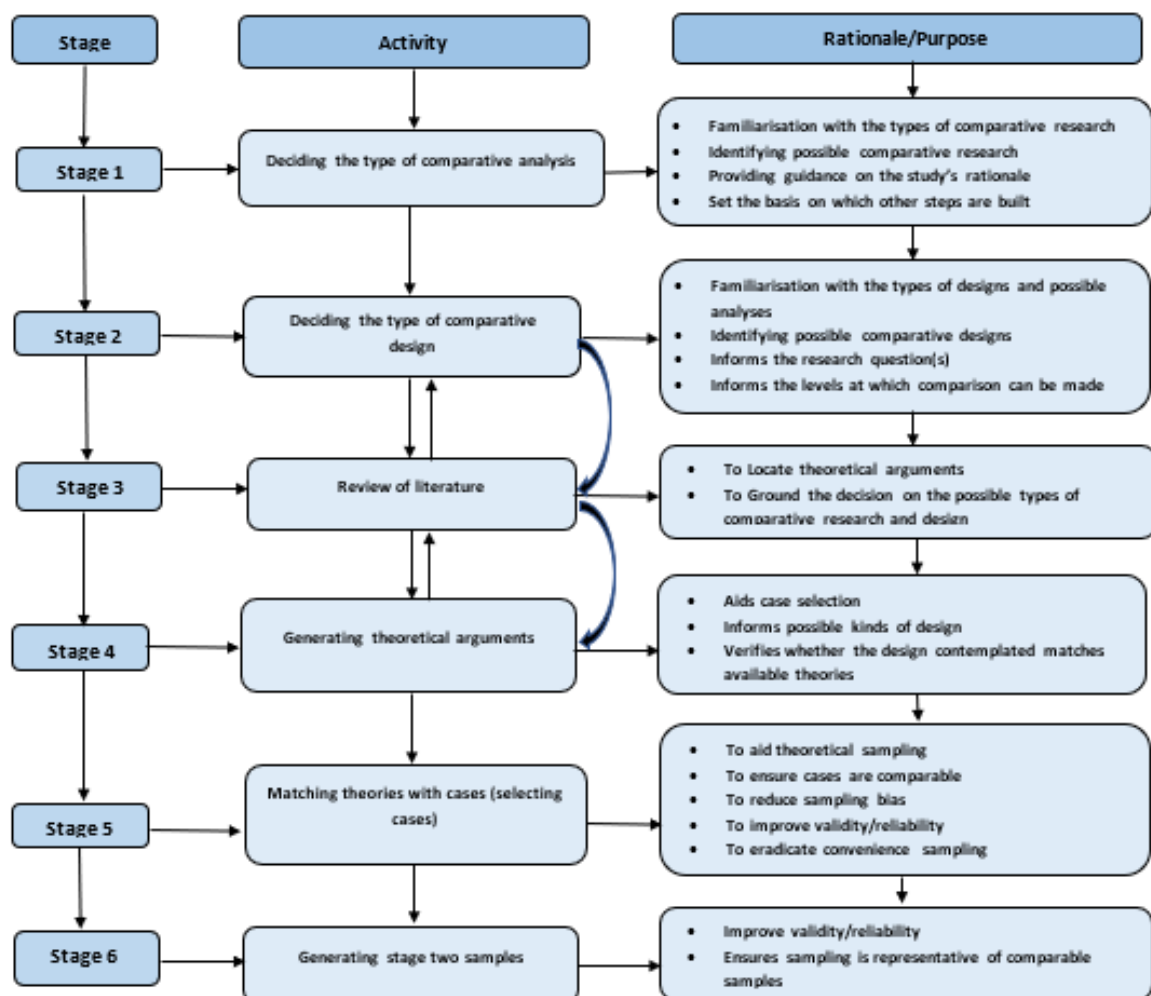 Stage
Activity
Rationale/Purpose
Stage 1
Deciding the type of comparative analysis
• Familiarisation with the types of comparative research
• Identifying possible comparative research
• Providing guidance on the study's rationale
• Set the basis on which other steps are built
Stage 2
Deciding the type of comparative
design
• Familiarisation with the types of designs and possible
analyses
• Identifying possible comparative designs
• Informs the research question(s)
• Informs the levels at which comparison can be made
Stage 3
Review of literature
• To Locate theoretical arguments
• To Ground the decision on the possible types of
comparative research and design
Stage 4
Generating theoretical arguments
• Aids case selection
• Informs possible kinds of design
• Verifies whether the design contemplated matches
available theories
Stage 5
Matching theories with cases (selecting
cases)
• To aid theoretical sampling
• To ensure cases are comparable
• To reduce sampling bias
• To improve validity/reliability
• To eradicate convenience sampling
Stage 6
Generating stage two samples
• Improve validity/reliability
• Ensures sampling is representative of comparable
samples